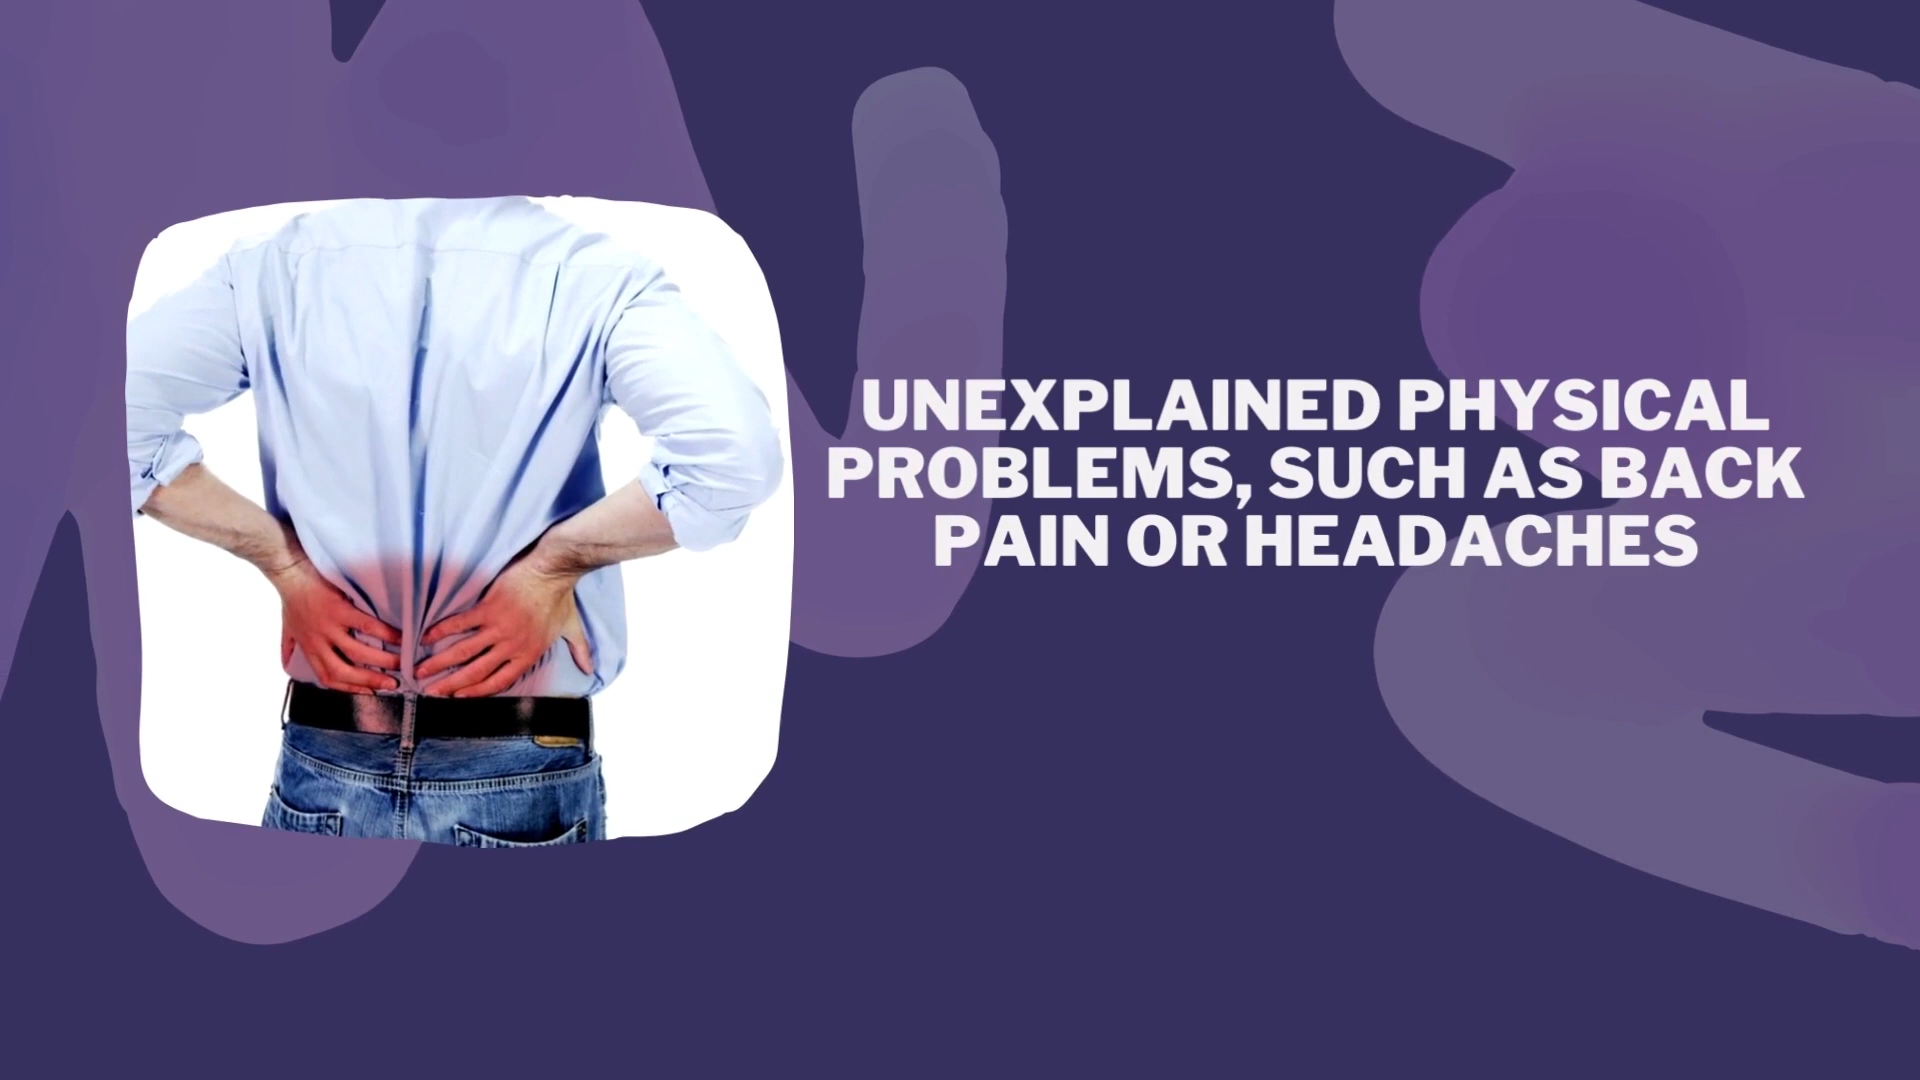 UNEXPLAINED PHYSICAL
PROBLEMS, SUCH AS BACK
PAIN OR HEADACHES